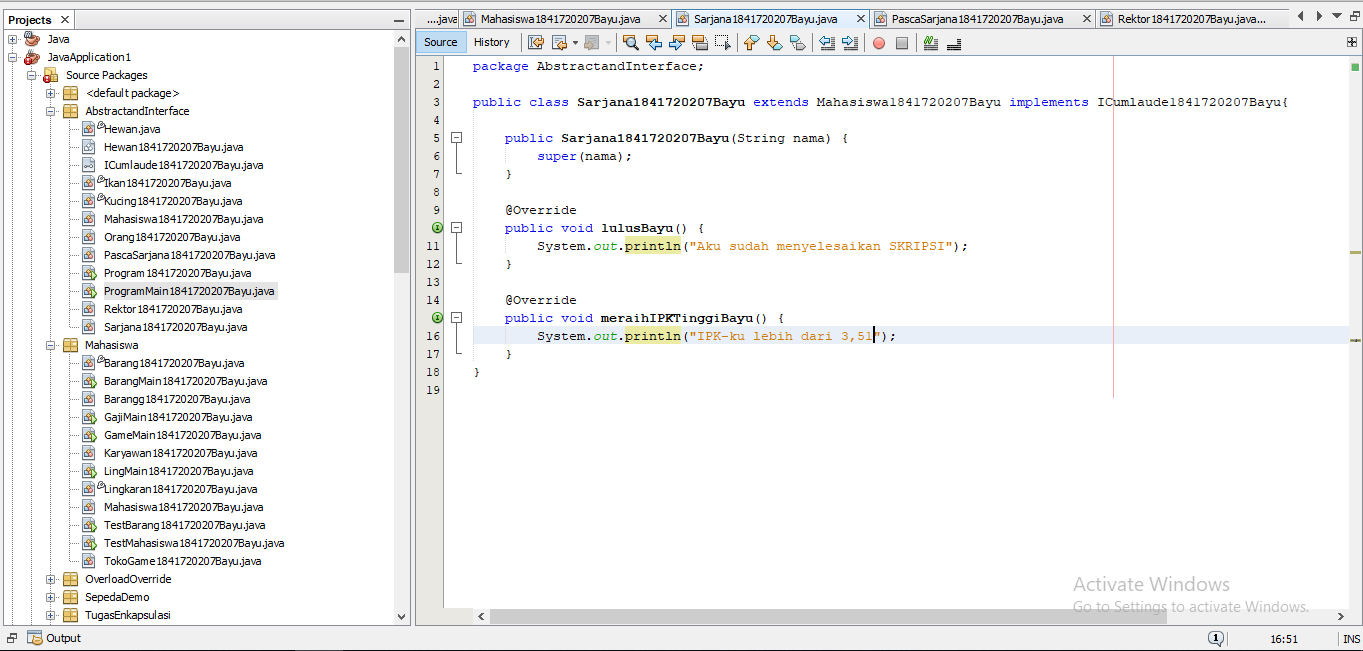 Projects
Java
JavaApplication1
Source Packages
<default package>
AbstractandInterface
Hewan.java
Hewan1841720207Bayu.java
ICumlaude1841720207Bayu.java
Ikan1841720207Bayu.java
Kucing1841720207Bayu.java
Mahasiswa1841720207Bayu.java
Orang1841720207Bayu.java
PascaSarjana1841720207Bayu.java
Program1841720207Bayu.java
ProgramMain1841720207Bayu.java
Rektor1841720207Bayu.java
Sarjana1841720207Bayu.java
Mahasiswa
Barang1841720207Bayu.java
BarangMain1841720207Bayu.java
Barangg1841720207Bayu.java
GajiMain1841720207Bayu.java
GameMain1841720207Bayu.java
Karyawan1841720207Bayu.java
LingMain1841720207Bayu.java
Lingkaran1841720207Bayu.java
Mahasiswa1841720207Bayu.java
TestBarang1841720207Bayu.java
TestMahasiswa1841720207Bayu.java
TokoGame1841720207Bayu.java
OverloadOverride
SepedaDemo
TugasEnkapsulasi
Output
....java Mahasiswa1841720207Bayu.java Sarjana1841720207Bayu.java PascaSarjana1841720207Bayu.java Rektor1841720207Bayu.java...
Source History
1 package AbstractandInterface;
2
3 public class Sarjana1841720207Bayu extends Mahasiswa1841720207Bayu implements ICumlaude1841720207Bayu{
4
5 public Sarjana1841720207Bayu(String nama) {
6 super(nama);
7 }
8
9 @Override
public void lulusBayu() {
11 System.out.println("Aku sudah menyelesaikan SKRIPSI");
12 }
13
14 @Override
public void meraihIPKTinggiBayu() {
16 System.out.println("IPK-ku lebih dari 3,51");
17 }
18 }
19
Activate Windows
Go to Settings to activate Windows.
1 16:51 INS